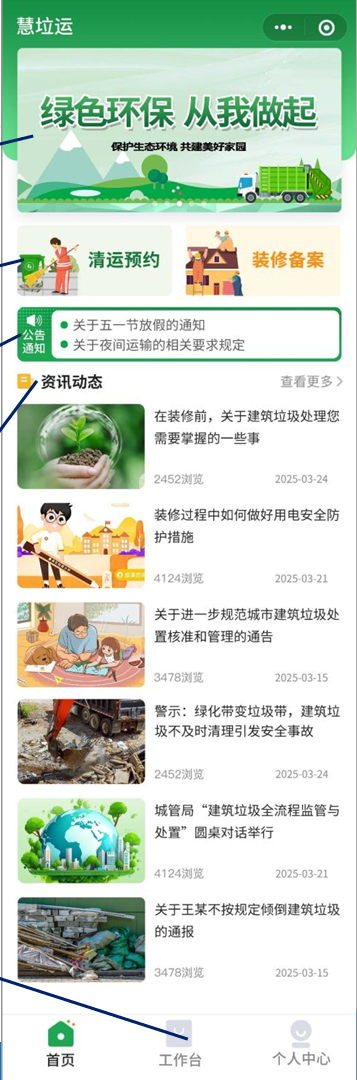 慧垃运
绿色环保 从我做起
保护生态环境 共建美好家园
清运预约
装修备案
公告
通知
关于五一节放假的通知
关于夜间运输的相关要求规定
资讯动态
查看更多
在装修前，关于建筑垃圾处理您
需要掌握的一些事
2452浏览
2025-03-24
装修过程中如何做好用电安全防
护措施
4124浏览
2025-03-21
关于进一步规范城市建筑垃圾处
置核准和管理的通告
3478浏览
2025-03-15
警示：绿化带变垃圾带，建筑垃
圾不及时清理引发安全事故
2452浏览
2025-03-24
城管局“建筑垃圾全流程监管与
处置”圆桌对话举行
4124浏览
2025-03-21
关于王某不按规定倾倒建筑垃圾
的通报
3478浏览
2025-03-15
首页
工作台
个人中心